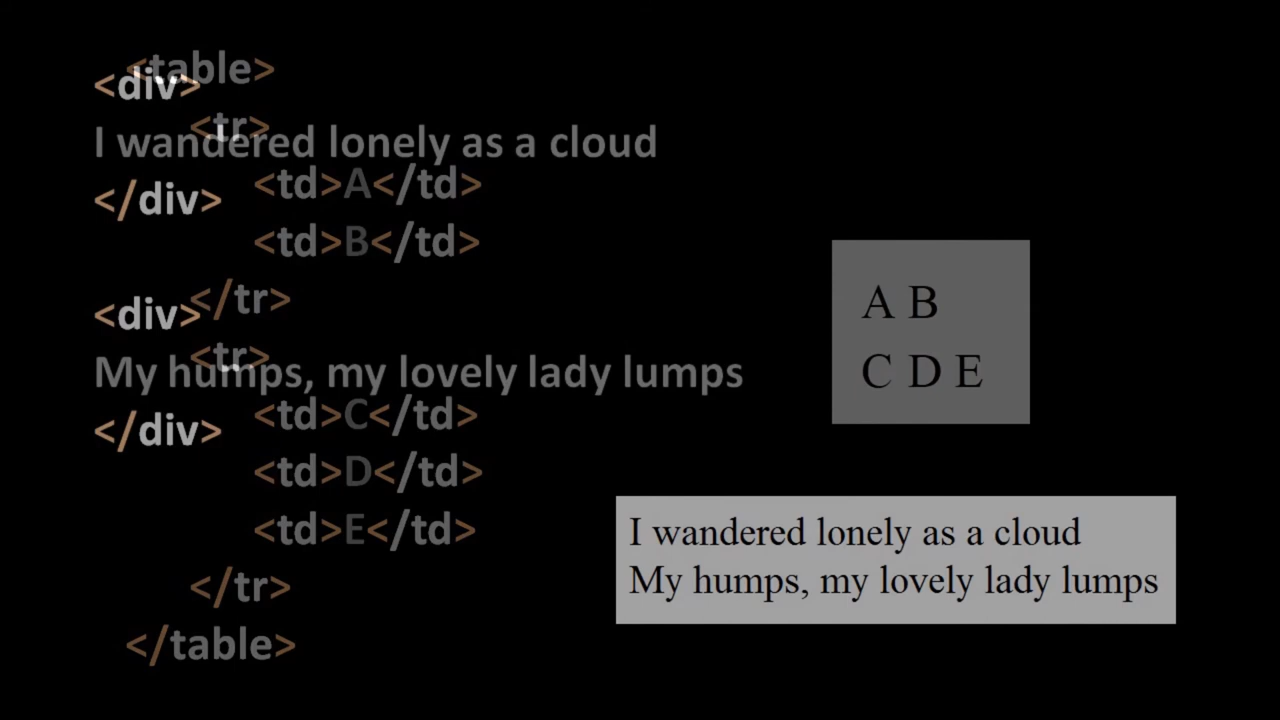 <table>
<div>
<tr>
I wandered lonely as a cloud
<td>A</td>
</div>
<td>B</td>
</tr>
<div>
<tr>
My humps, my lovely lady lumps
<td>C</td>
</div>
<td>D</td>
<td>E</td>
</tr>
</table>
A B
C D E
I wandered lonely as a cloud
My humps, my lovely lady lumps